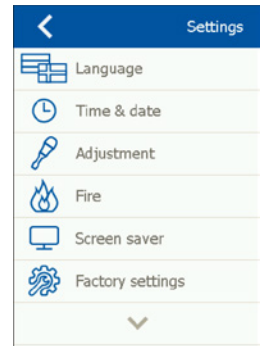 Settings
Language
Time & date
Adjustment
Fire
Screen saver
Factory settings